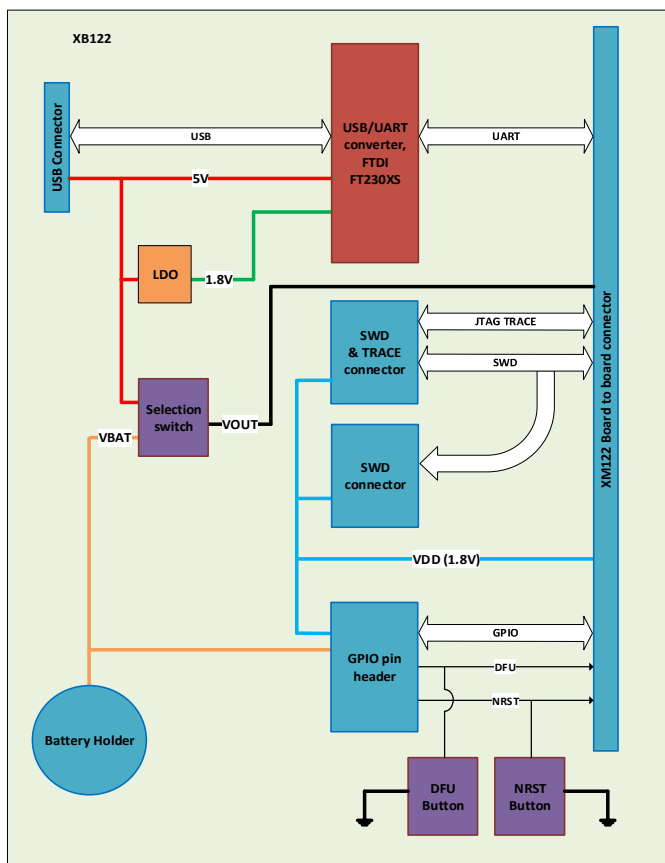 XB122
USB Connector
USB
USB/UART
converter,
FTDI
FT230XS
UART
5V
LDO
1.8V
XM122 Board to board connector
SWD
& TRACE
connector
JTAG TRACE
SWD
Selection
switch
VBAT
VOUT
SWD
connector
VDD (1.8V)
GPIO pin
header
GPIO
DFU
NRST
Battery Holder
DFU
Button
NRST
Button